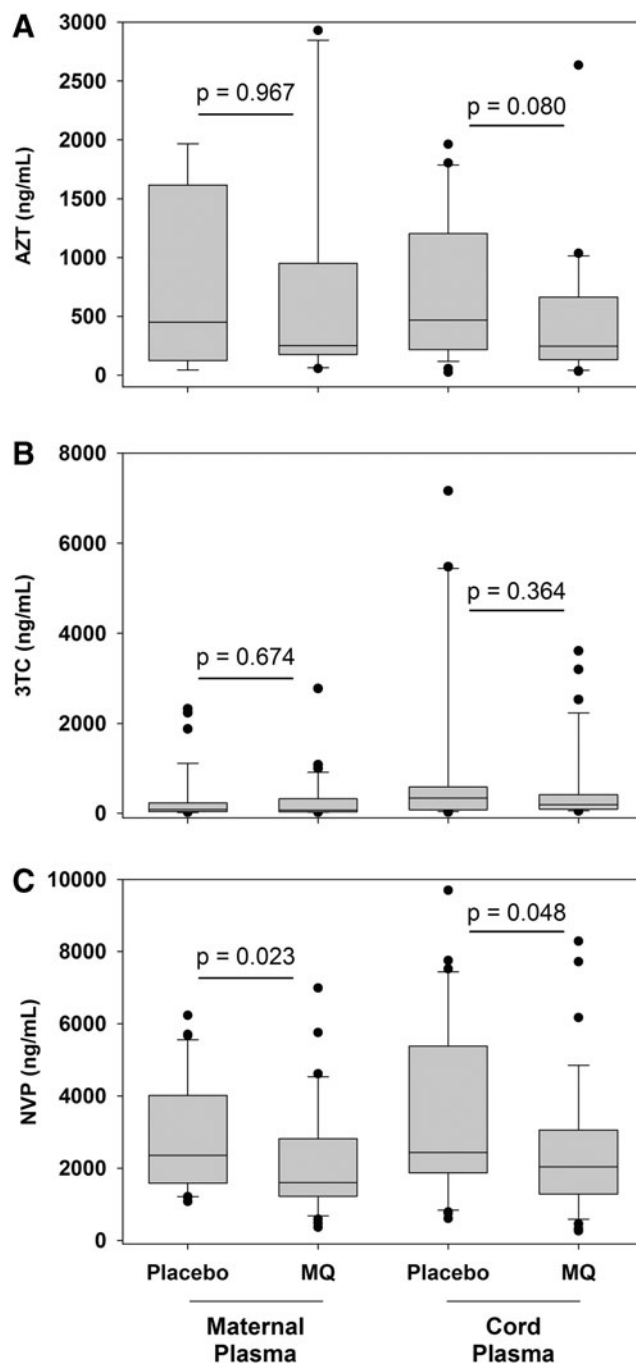 A
3000
2500
2000
1500
1000
500
0
AZT (ng/mL)
p = 0.967
p = 0.080
B
8000
6000
4000
2000
0
3TC (ng/mL)
p = 0.674
p = 0.364
C
10000
8000
6000
4000
2000
0
NVP (ng/mL)
p = 0.023
p = 0.048
Placebo MQ Placebo MQ
Maternal Plasma
Cord Plasma